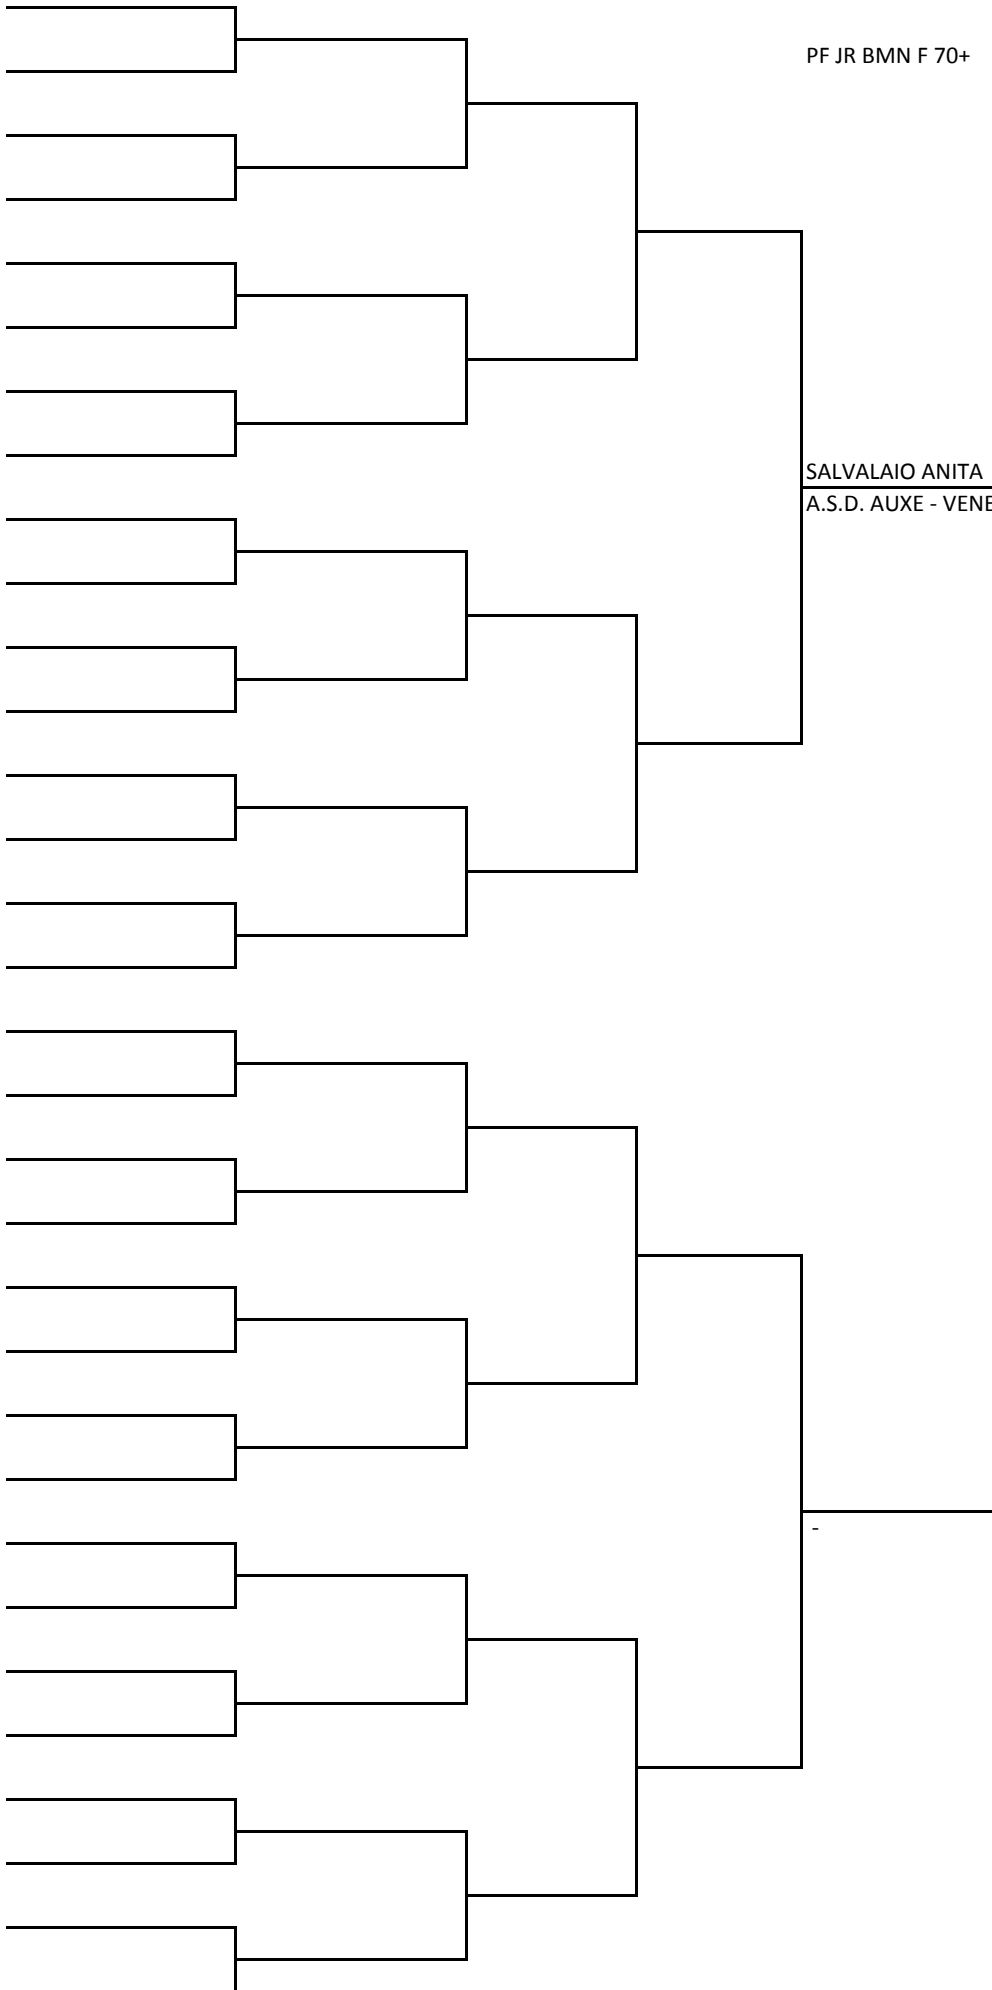 PF JR BMN F 70+
SALVALAIO ANITA
A.S.D. AUXE - VENE
-